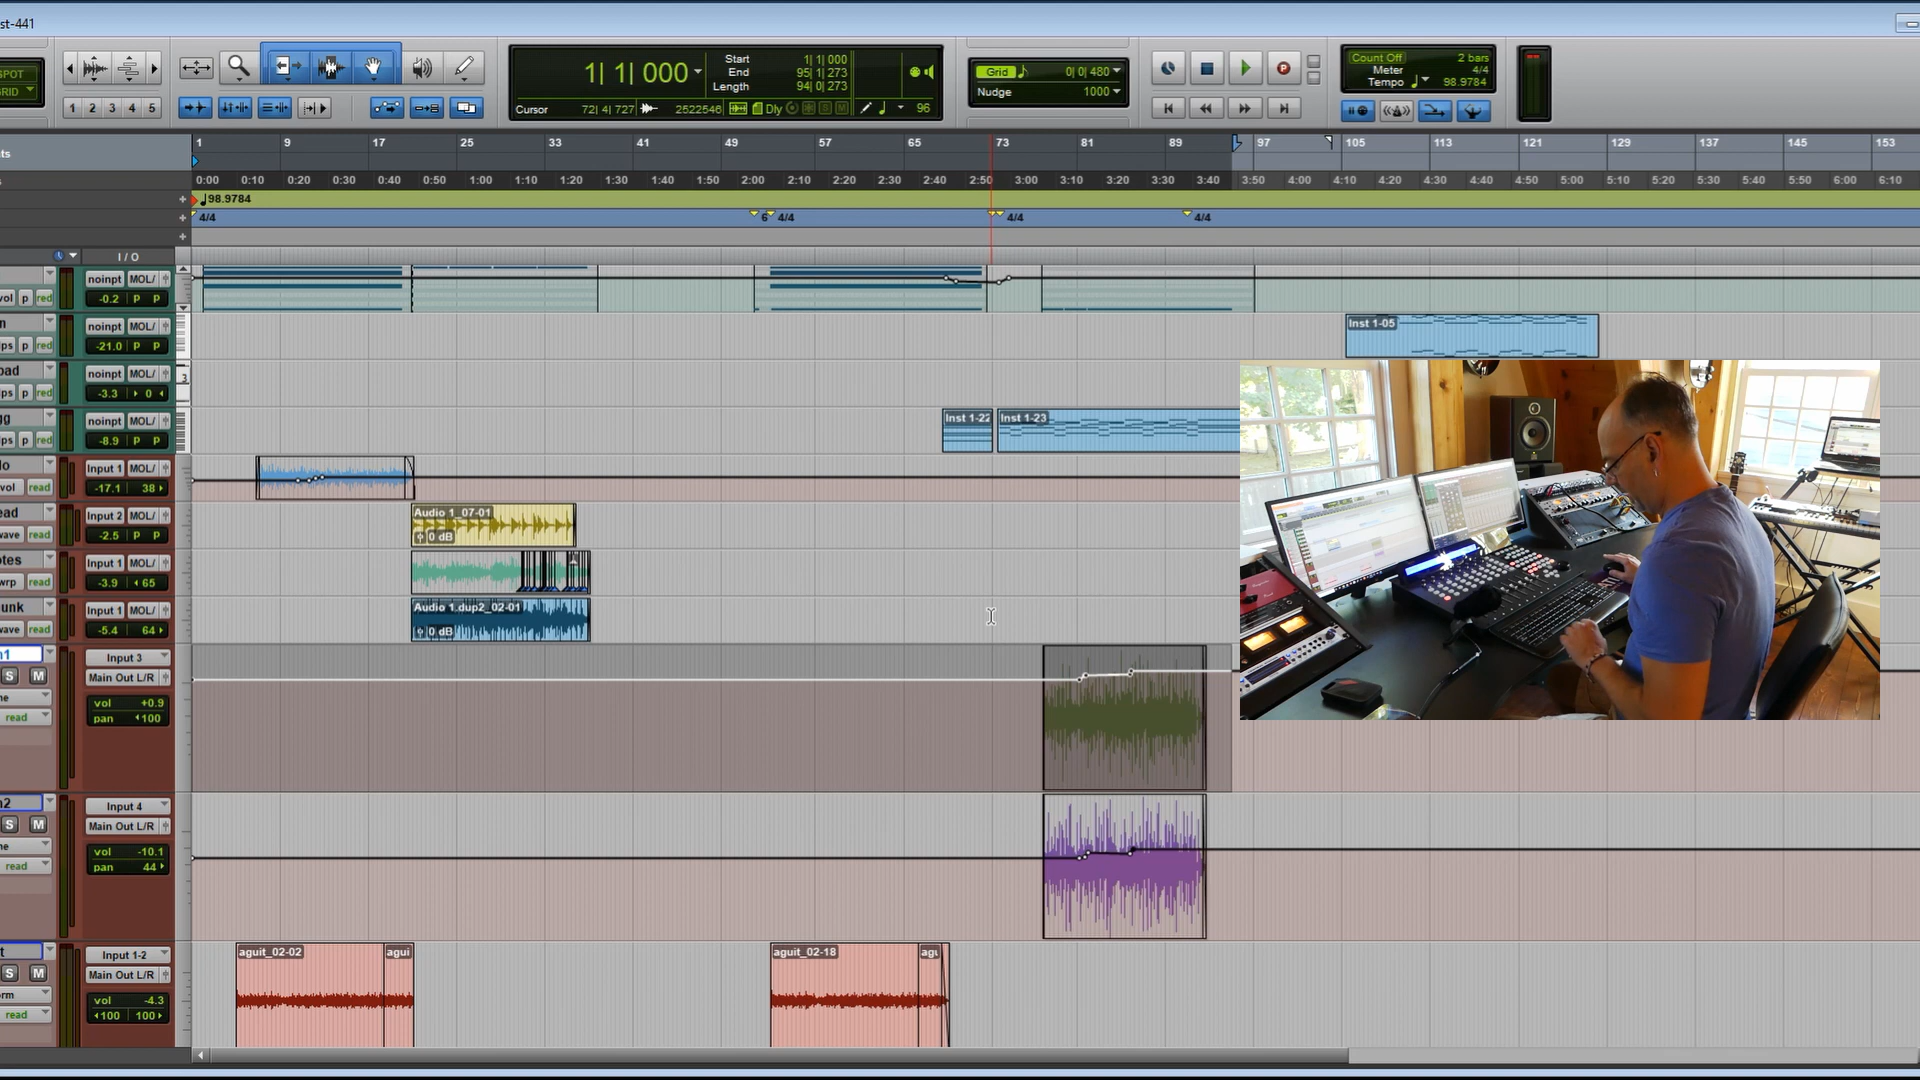 st-441
SPOT
GRID
1 2 3 4 5
1| 1| 000
Start 1| 1| 000
End 95| 1| 273
Length 94| 0| 273
Cursor 72| 4| 727 2522546 Dly 96
Grid 0| 0| 480
Nudge 1000
Count Off 2 bars
Meter 4/4
Tempo 98.9784
ts 1 9 17 25 33 41 49 57 65 73 81 89 97 105 113 121 129 137 145 153
0:00 0:10 0:20 0:30 0:40 0:50 1:00 1:10 1:20 1:30 1:40 1:50 2:00 2:10 2:20 2:30 2:40 2:50 3:00 3:10 3:20 3:30 3:40 3:50 4:00 4:10 4:20 4:30 4:40 4:50 5:00 5:10 5:20 5:30 5:40 5:50 6:00 6:10
98.9784
4/4 6 4/4 4/4 4/4
I / O
noinpt MOL/
vol p red -0.2 P P
n noinpt MOL/ Inst 1-05
ps p red -21.0 P P
oad noinpt MOL/ 3
ps p red -3.3 0
gg noinpt MOL/ Inst 1-22 Inst 1-23
ps p red -8.9 P P
lo Input 1 MOL/
vol read -17.1 38
ead Input 2 MOL/ Audio 1_07-01
wave read -2.5 P P 0 dB
otes Input 1 MOL/
wrp read -3.9 65
unk Input 1 MOL/ Audio 1.dup2_02-01
wave read -5.4 64 0 dB
n1 Input 3
S M Main Out L/R
ne vol +0.9
read pan 100
n2 Input 4
S M Main Out L/R
ne vol -10.1
read pan 44
t Input 1-2 aguit_02-02 agui aguit_02-18 agu
S M Main Out L/R
rm vol -4.3
read 100 100